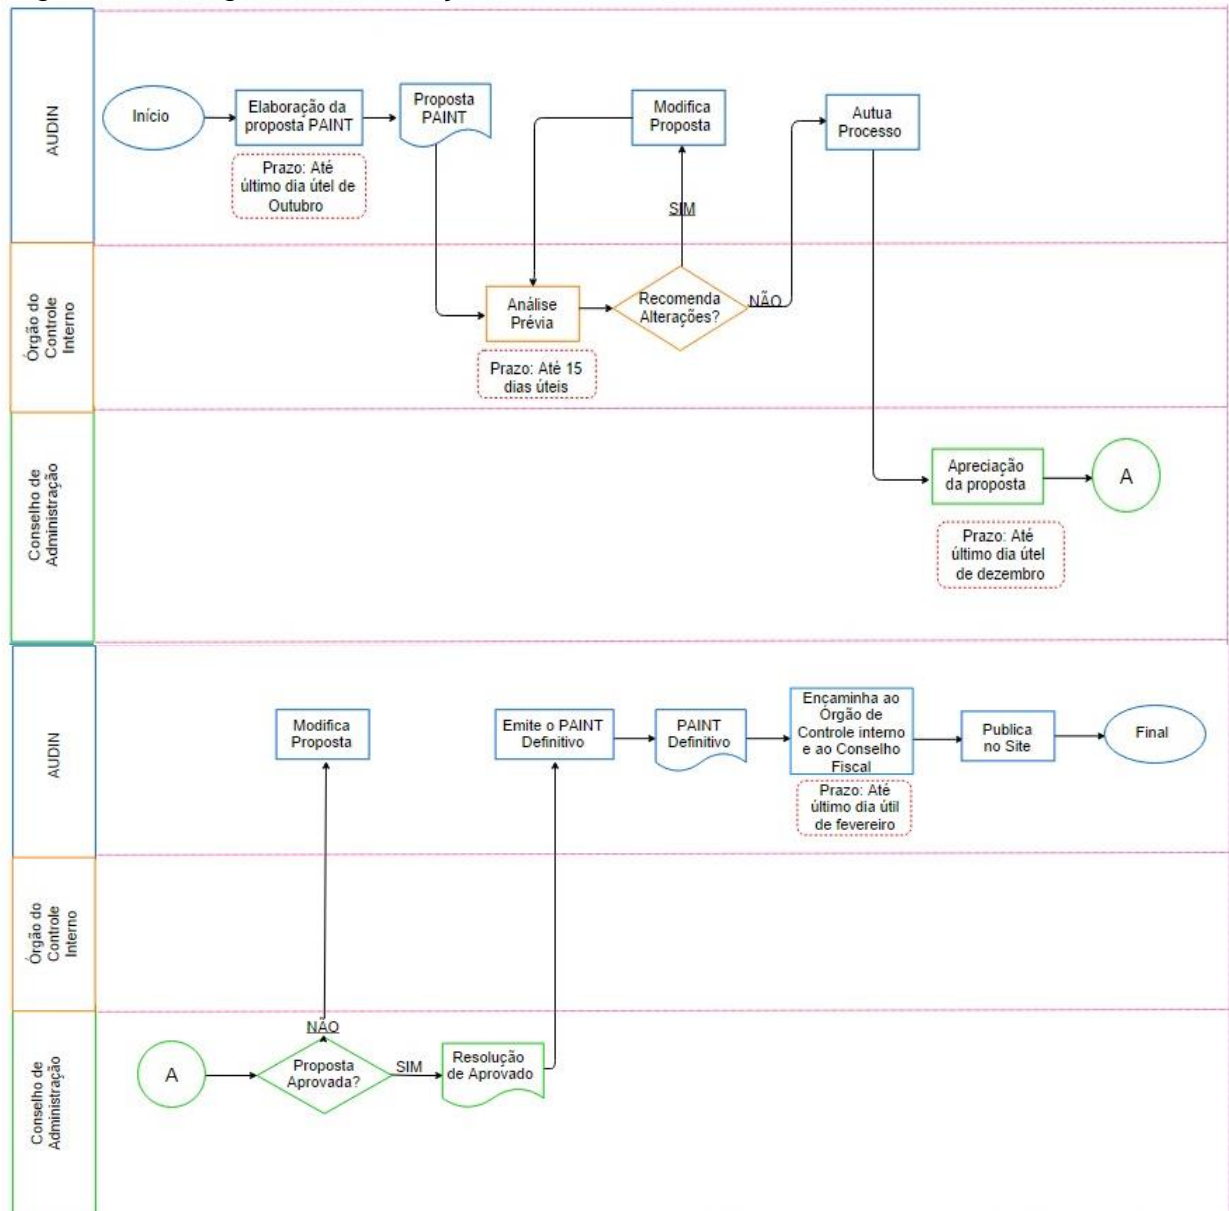 AUDIN
Início
Elaboração da
proposta PAINT
Prazo: Até
último dia útel de
Outubro
Proposta
PAINT
Modifica
Proposta
SIM
Autua
Processo
Órgão do
Controle
Interno
Análise
Prévia
Prazo: Até 15
dias úteis
Recomenda
Alterações?
NÃO
Conselho de
Administração
Apreciação
da proposta
Prazo: Até
último dia útel
de dezembro
A
AUDIN
Modifica
Proposta
Emite o PAINT
Definitivo
PAINT
Definitivo
Ençaminha ao
Órgão de
Controle interno
e ao Conselho
Fiscal
Prazo: Até
último dia útil
de fevereiro
Publica
no Site
Final
Órgão do
Controle
Interno
Conselho de
Administração
A
NÃO
Proposta
Aprovada?
SIM
Resolução
de Aprovado